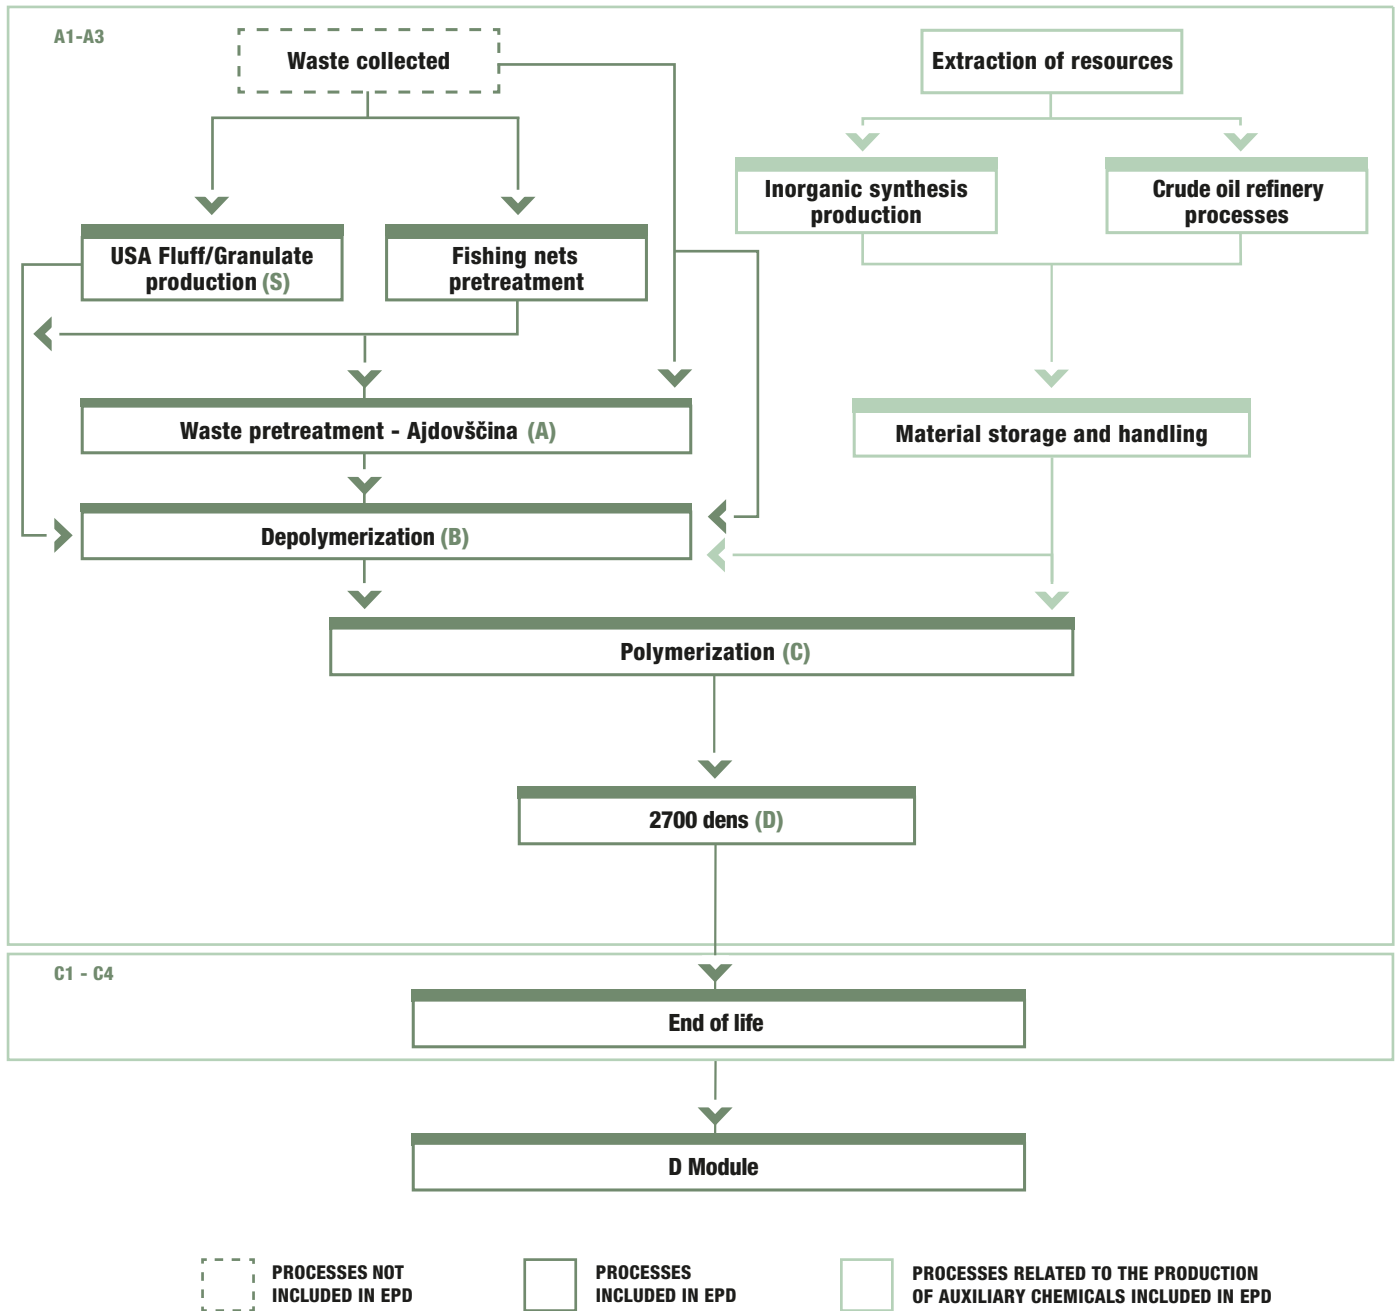 A1-A3
Waste collected
Extraction of resources
Inorganic synthesis
production
Crude oil refinery
processes
USA Fluff/Granulate
production (S)
Fishing nets
pretreatment
Waste pretreatment - Ajdovščina (A)
Material storage and handling
Depolymerization (B)
Polymerization (C)
2700 dens (D)
C1 - C4
End of life
D Module
PROCESSES NOT
INCLUDED IN EPD
PROCESSES
INCLUDED IN EPD
PROCESSES RELATED TO THE PRODUCTION
OF AUXILIARY CHEMICALS INCLUDED IN EPD